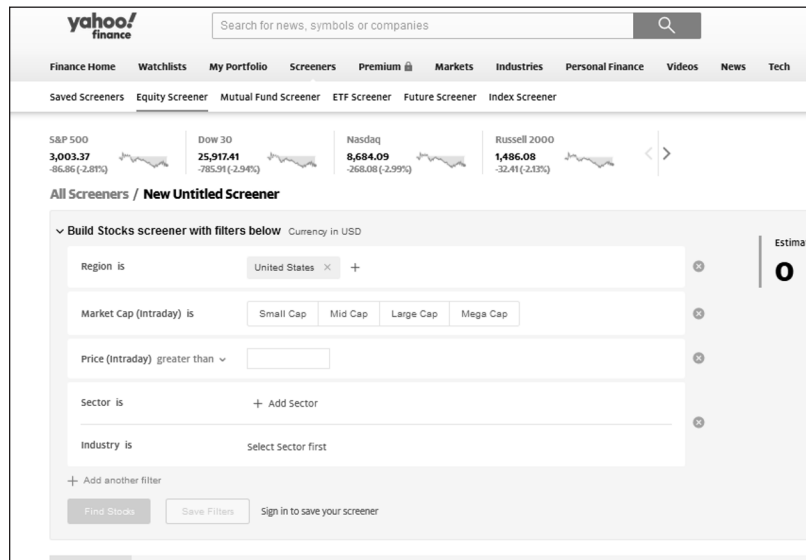 yahoo!
finance
Search for news, symbols or companies
Finance Home Watchlists My Portfolio Screeners Premium Markets Industries Personal Finance Videos News Tech
Saved Screeners Equity Screener Mutual Fund Screener ETF Screener Future Screener Index Screener
S&P 500 Dow 30 Nasdaq Russell 2000
3,003.37 25,917.41 8,684.09 1,486.08
-86.86 (-2.81%) -785.91 (-2.94%) -268.08 (-2.99%) -32.41 (-2.13%)
All Screeners / New Untitled Screener
Build Stocks screener with filters below Currency in USD
Estima
0
Region is United States × +
Market Cap (Intraday) is Small Cap Mid Cap Large Cap Mega Cap
Price (Intraday) greater than
Sector is + Add Sector
Industry is Select Sector first
+ Add another filter
Find Stocks Save Filters Sign in to save your screener